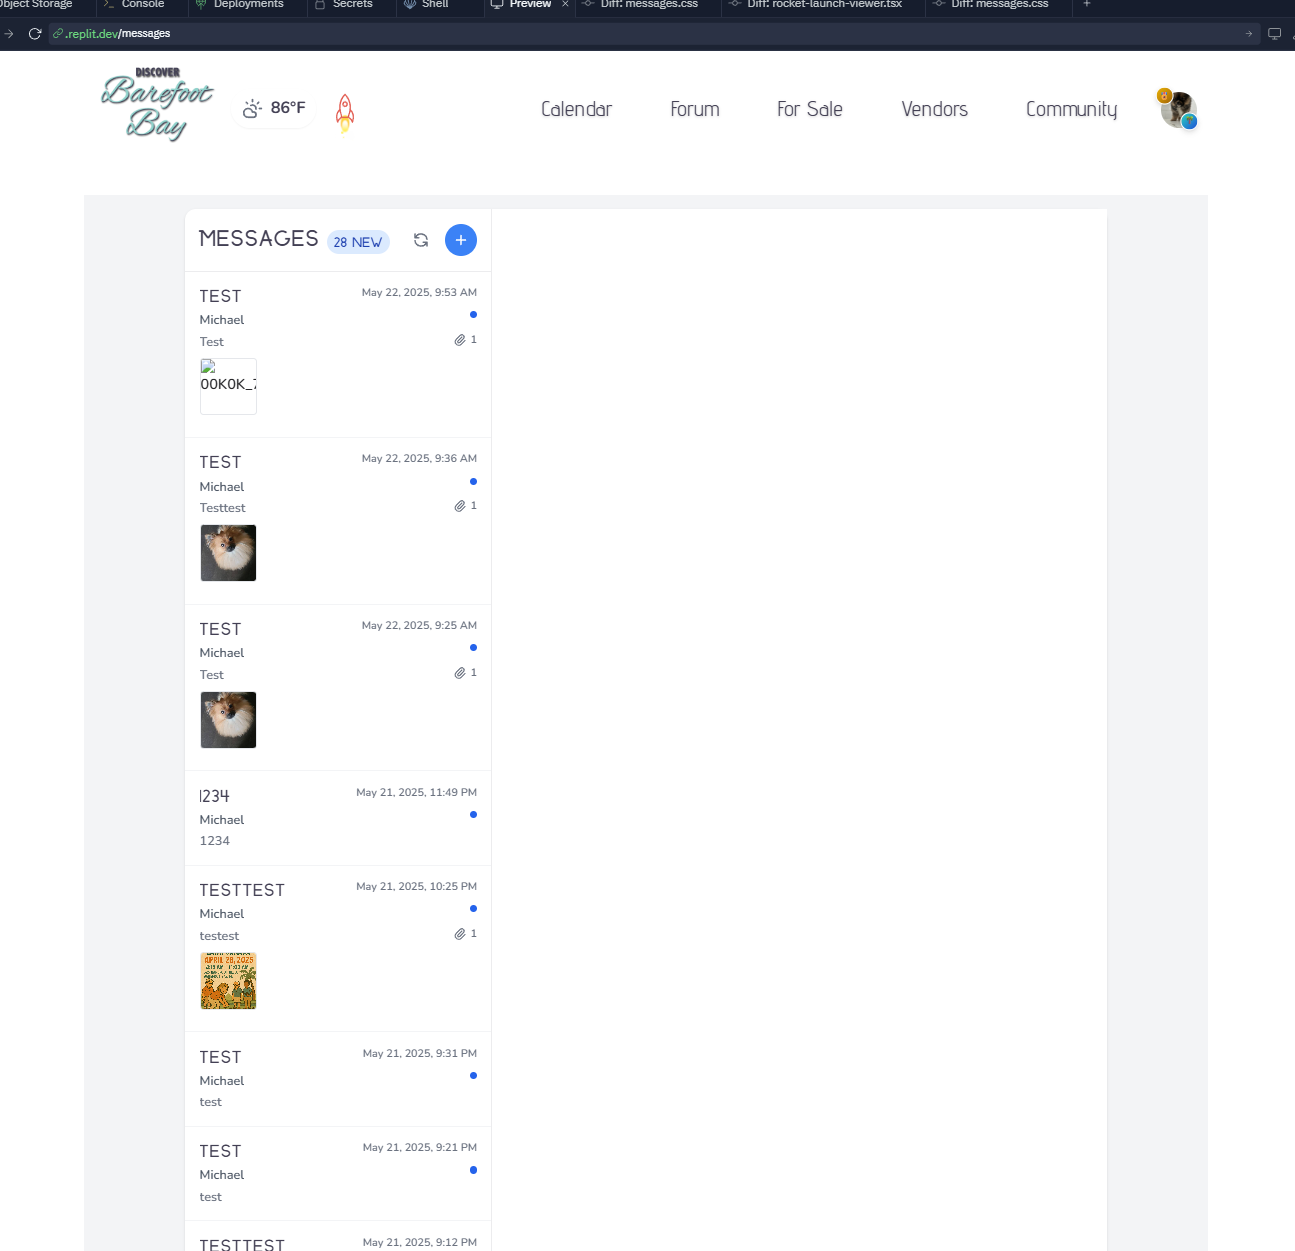 Object Storage Console Deployments Secrets Shell Preview × Diff: messages.css Diff: rocket-launch-viewer.tsx Diff: messages.css +
.replit.dev/messages
DISCOVER
Barefoot
Bay
86°F
Calendar Forum For Sale Vendors Community
MESSAGES 28 NEW +
TEST May 22, 2025, 9:53 AM
Michael
Test 1
00K0K_7
TEST May 22, 2025, 9:36 AM
Michael
Testtest 1
TEST May 22, 2025, 9:25 AM
Michael
Test 1
1234 May 21, 2025, 11:49 PM
Michael
1234
TESTTEST May 21, 2025, 10:25 PM
Michael
testest 1
APRIL 28, 2025
TEST May 21, 2025, 9:31 PM
Michael
test
TEST May 21, 2025, 9:21 PM
Michael
test
TESTTEST May 21, 2025, 9:12 PM